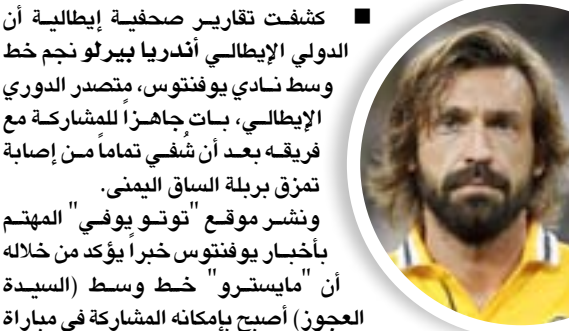 ■ كشفت تقارير صحفية إيطالية أن
الدولي الإيطالي أندريا بيرلو نجم خط
وسط نادي يوفنتوس، متصدر الدوري
الإيطالي، بات جاهزاً للمشاركة مع
فريقه بعد أن شُفي تماماً من إصابة
تمزق بربلة الساق اليمنى.
ونشر موقع "توتو يوفي" المهتم
بأخبار يوفنتوس خبراً يؤكد من خلاله
أن "مايسترو" خط وسط (السيدة
العجوز) أصبح بإمكانه المشاركة في مباراة